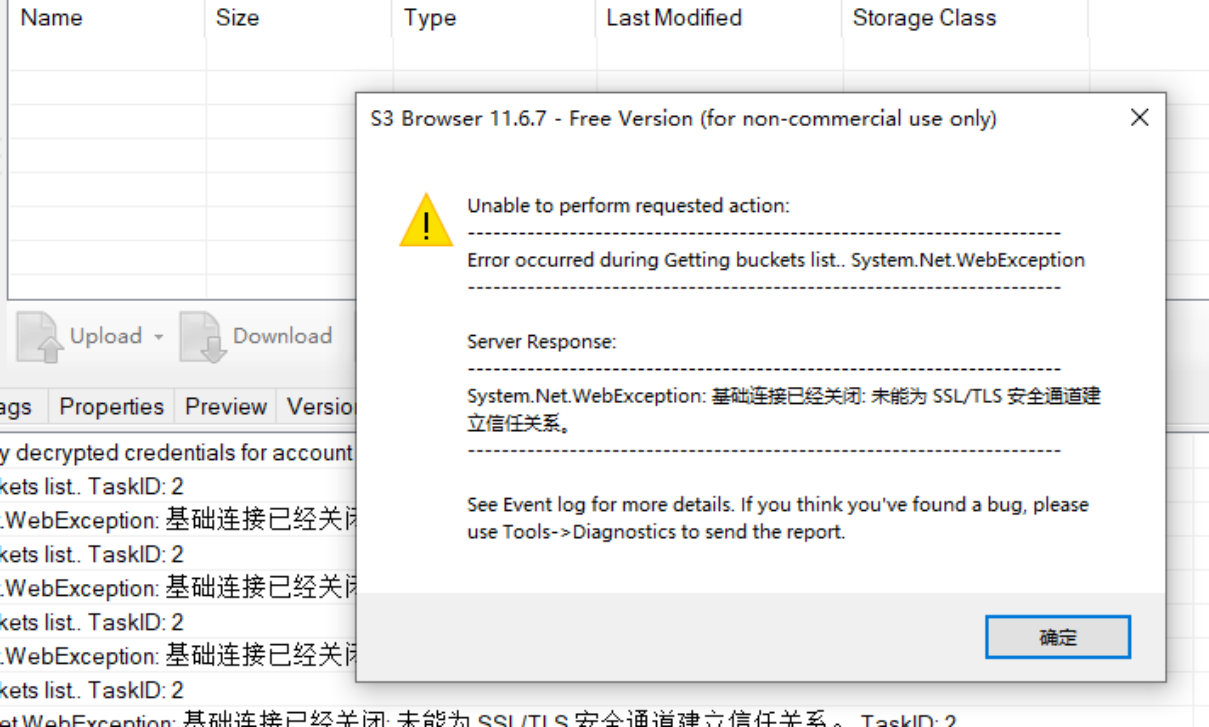 Name Size Type Last Modified Storage Class
S3 Browser 11.6.7 - Free Version (for non-commercial use only)
Unable to perform requested action:
----------------------------------------------------------------------
Error occurred during Getting buckets list.. System.Net.WebException
----------------------------------------------------------------------
Server Response:
----------------------------------------------------------------------
System.Net.WebException: 基础连接已经关闭: 未能为 SSL/TLS 安全通道建
立信任关系。
----------------------------------------------------------------------
See Event log for more details. If you think you've found a bug, please
use Tools->Diagnostics to send the report.
确定
Upload Download
ags Properties Preview Version
y decrypted credentials for account
kets list.. TaskID: 2
.WebException: 基础连接已经关闭
kets list.. TaskID: 2
.WebException: 基础连接已经关闭
kets list.. TaskID: 2
.WebException: 基础连接已经关闭
kets list.. TaskID: 2
et.WebException: 基础连接已经关闭: 未能为 SSL/TLS 安全通道建立信任关系。 TaskID: 2